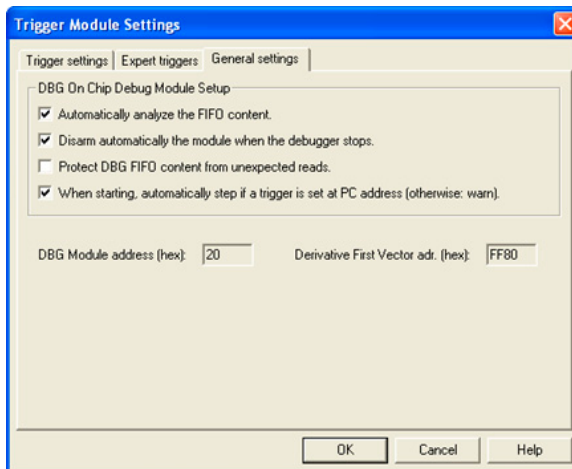 Trigger Module Settings
Trigger settings Expert triggers General settings
DBG On Chip Debug Module Setup
Automatically analyze the FIFO content.
Disarm automatically the module when the debugger stops.
Protect DBG FIFO content from unexpected reads.
When starting, automatically step if a trigger is set at PC address (otherwise: warn).
DBG Module address (hex): 20 Derivative First Vector adr. (hex): FF80
OK Cancel Help